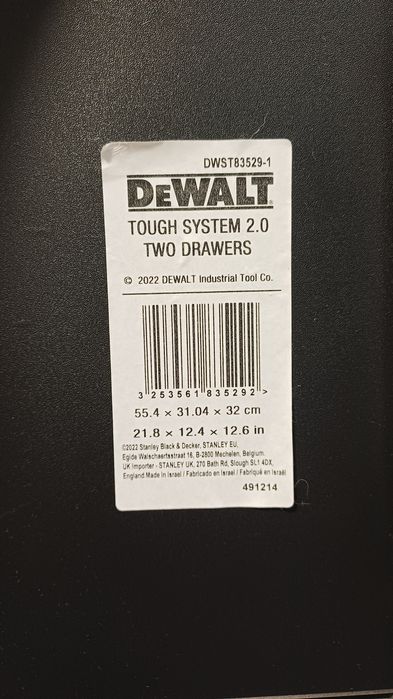 DWST83529-1
DEWALT
TOUGH SYSTEM 2.0
TWO DRAWERS
© 2022 DEWALT Industrial Tool Co.
3 253561 835292 >
55.4 × 31.04 × 32 cm
21.8 × 12.4 × 12.6 in
©2022 Stanley Black & Decker, STANLEY EU,
Egide Walschaertsstraat 16, B-2800 Mechelen, Belgium.
UK Importer - STANLEY UK, 270 Bath Rd, Slough SL1 4DX,
England Made in Israel / Fabricado en Israel / Fabriqué en Israël
491214